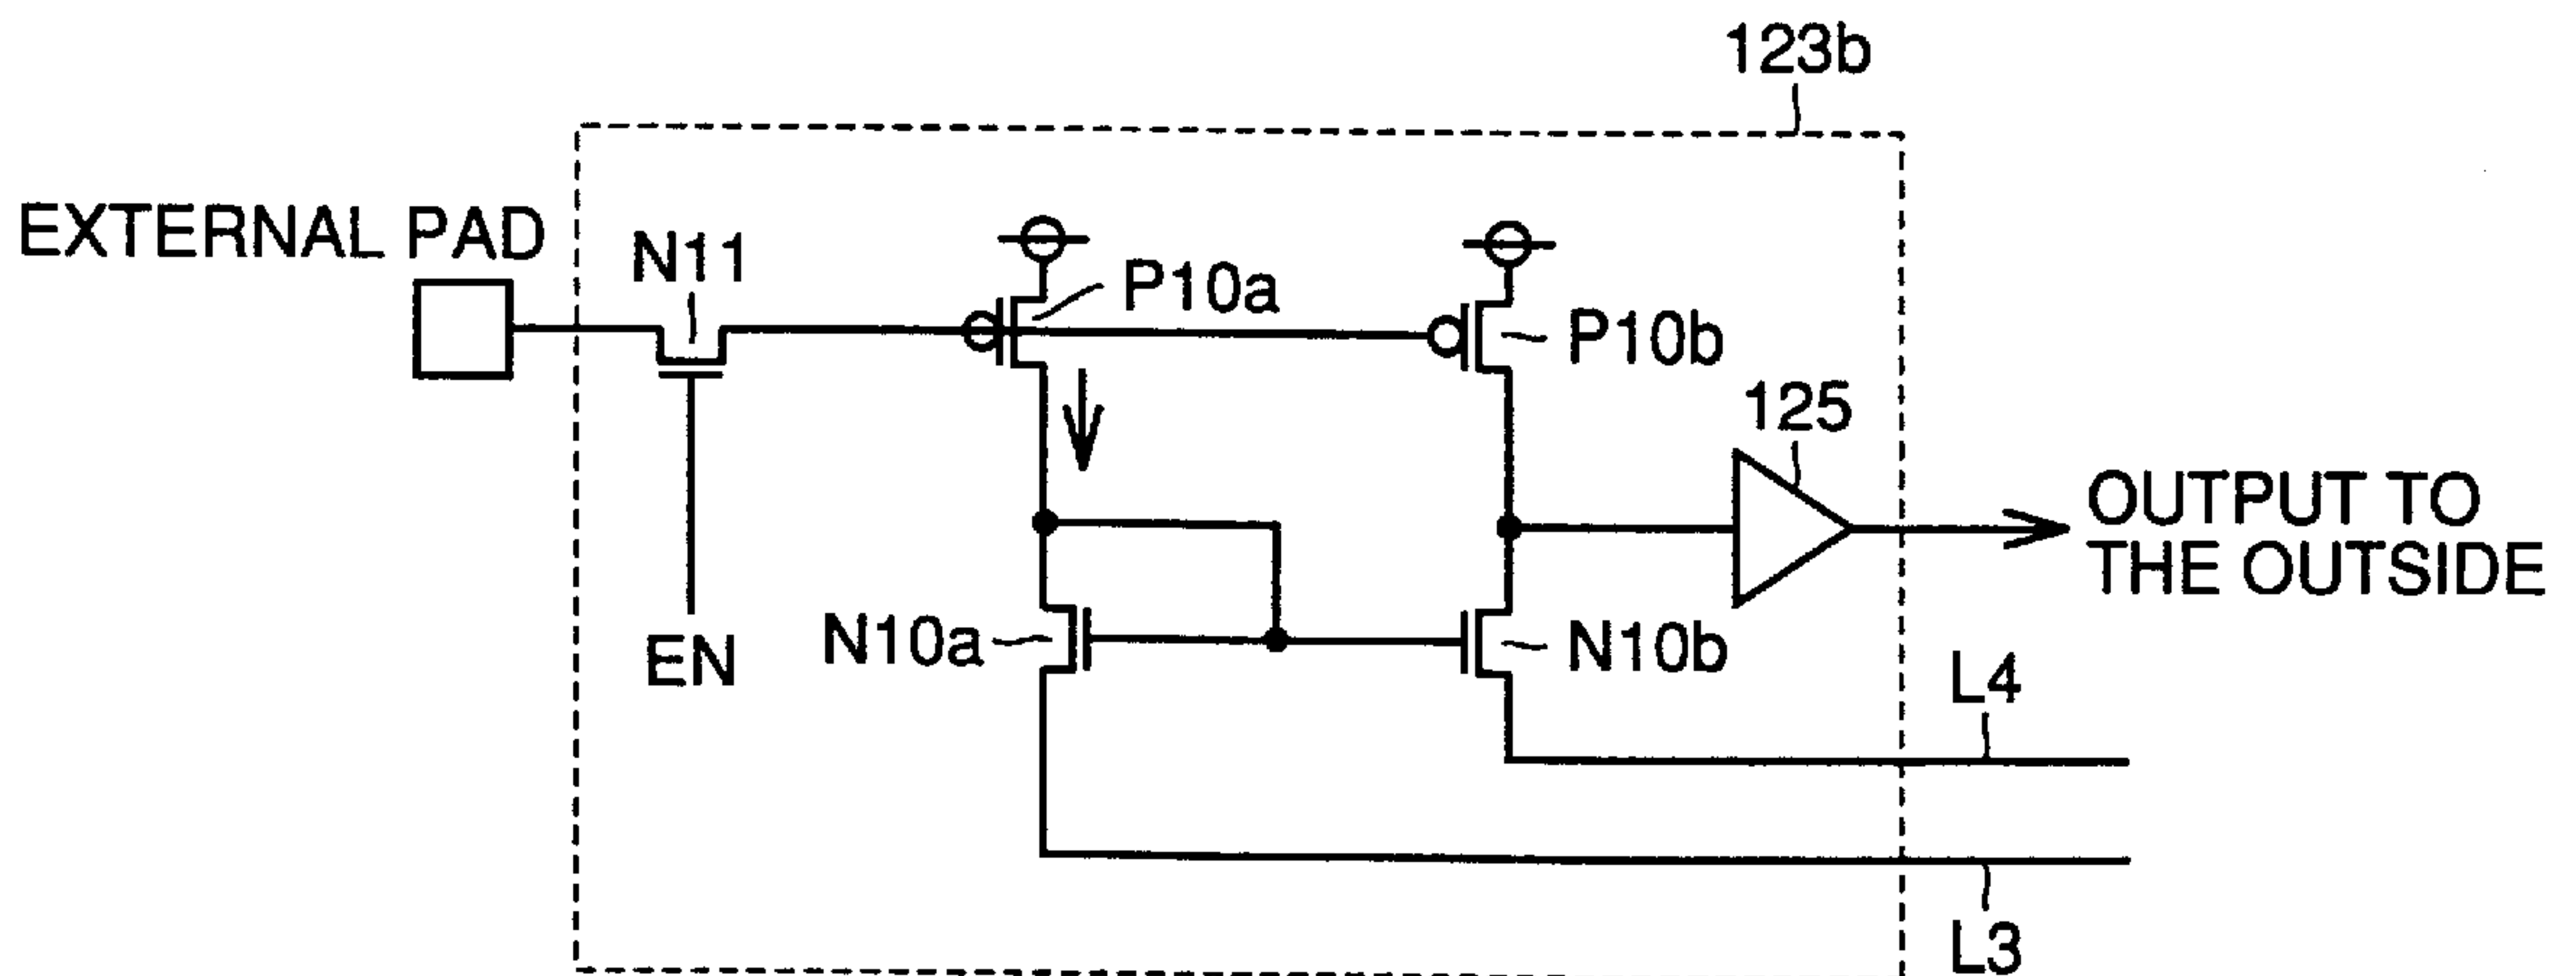 123b
EXTERNAL PAD
N11
P10a
P10b
125
OUTPUT TO
THE OUTSIDE
EN
N10a
N10b
L4
L3